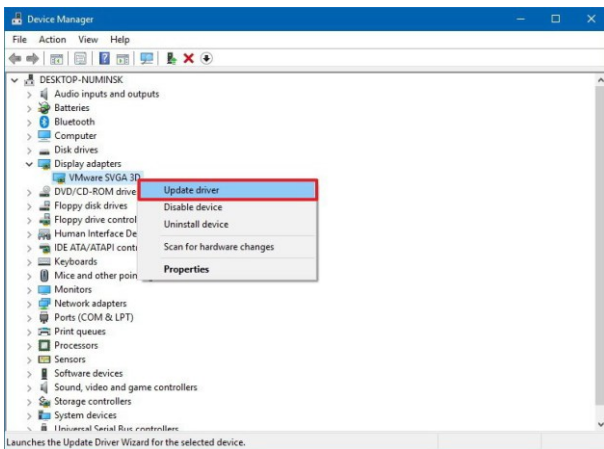 Device Manager
File Action View Help
DESKTOP-NUMINSK
Audio inputs and outputs
Batteries
Bluetooth
Computer
Disk drives
Display adapters
VMware SVGA 3D
Update driver
Disable device
Uninstall device
Scan for hardware changes
Properties
DVD/CD-ROM drive
Floppy disk drives
Floppy drive control
Human Interface De
IDE ATA/ATAPI cont
Keyboards
Mice and other poin
Monitors
Network adapters
Ports (COM & LPT)
Print queues
Processors
Sensors
Software devices
Sound, video and game controllers
Storage controllers
System devices
Universal Serial Bus controllers
Launches the Update Driver Wizard for the selected device.